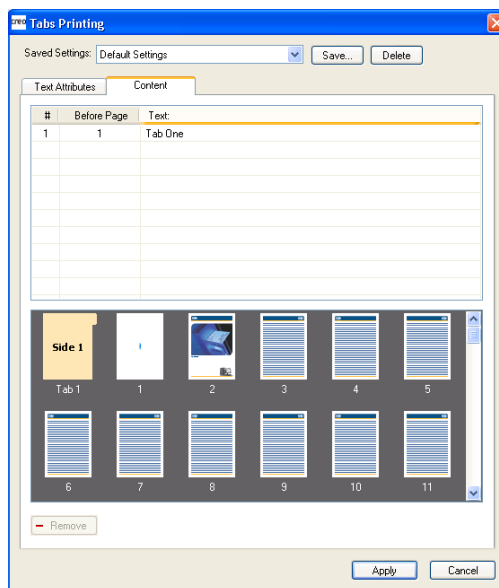 creo Tabs Printing
Saved Settings: Default Settings Save... Delete
Text Attributes Content
# Before Page Text:
1 1 Tab One
Side 1
Tab 1 1 2 3 4 5
6 7 8 9 10 11
Remove
Apply Cancel